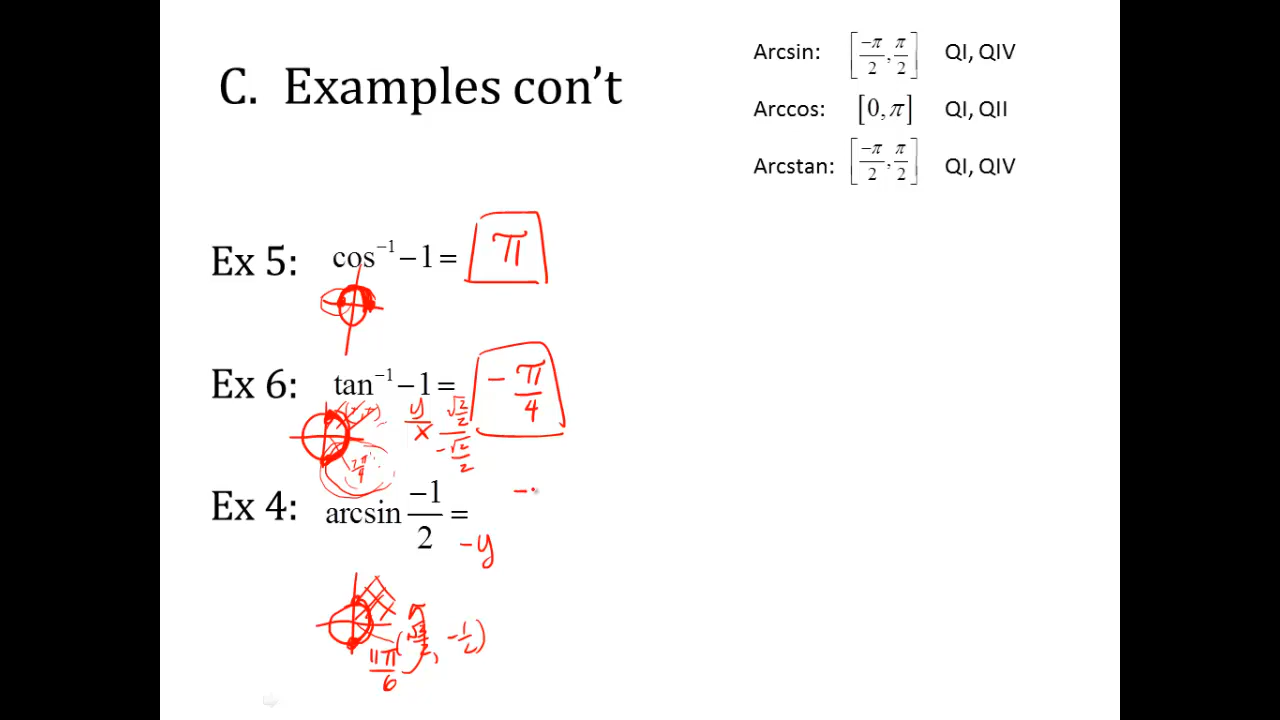 C. Examples con't
Arcsin: [-π/2, π/2] QI, QIV
Arccos: [0, π] QI, QII
Arcstan: [-π/2, π/2] QI, QIV
Ex 5: cos⁻¹ -1 = π
Ex 6: tan⁻¹ -1 = -π/4
y/x √2/2 / -√2/2
Ex 4: arcsin -1/2 =
-y
-1/2)
11π/6